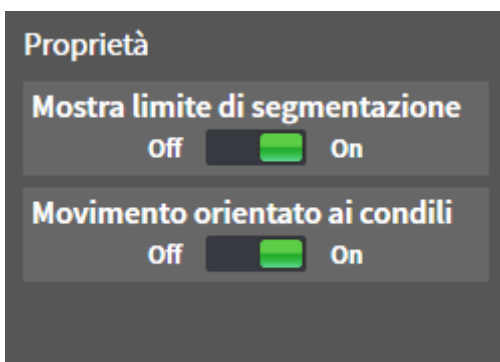 Proprietà
Mostra limite di segmentazione
Off On
Movimento orientato ai condili
Off On